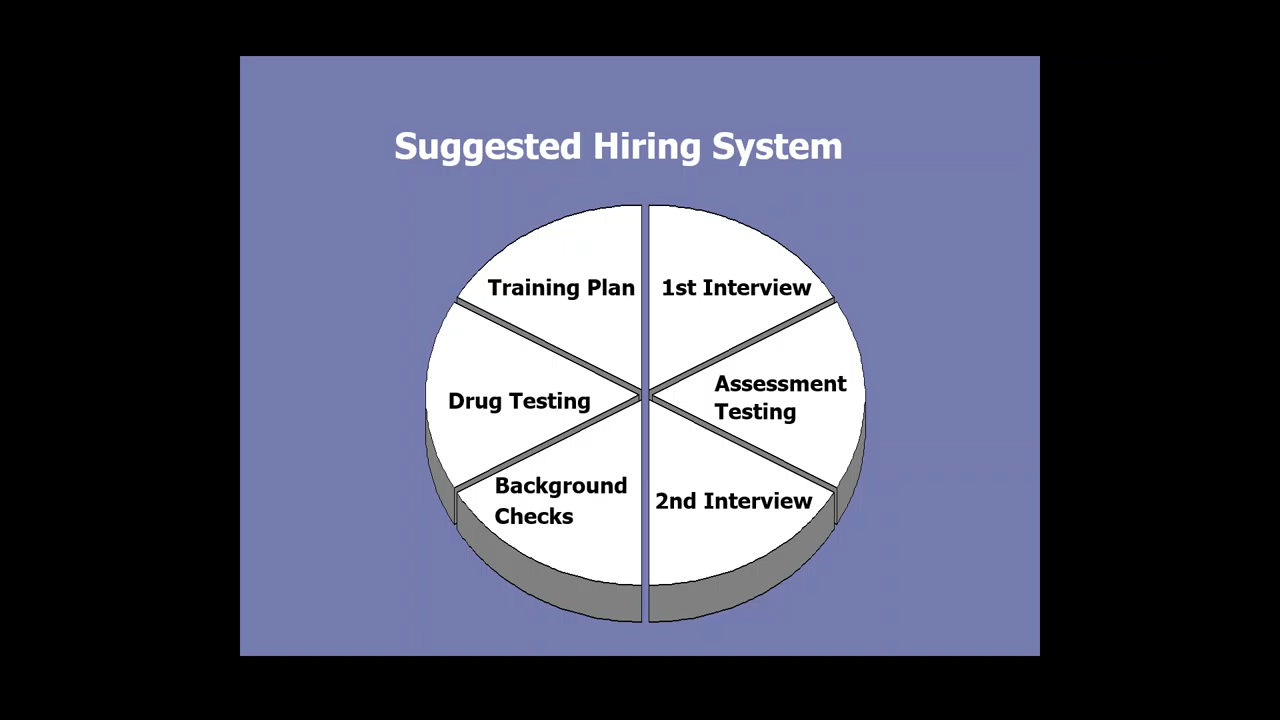 Suggested Hiring System
Training Plan
1st Interview
Assessment
Testing
Drug Testing
Background
Checks
2nd Interview